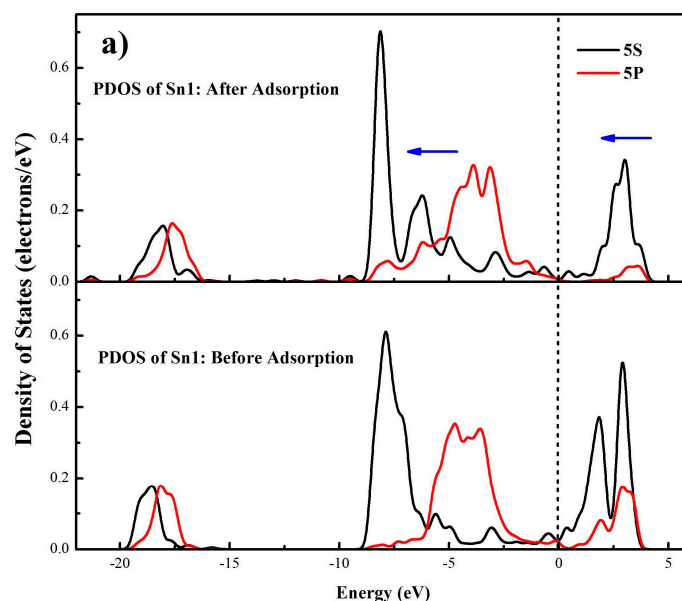 a)
5S
5P
PDOS of Sn1: After Adsorption
0.6
0.4
0.2
0.0
PDOS of Sn1: Before Adsorption
0.6
0.4
0.2
0.0
-20
-15
-10
-5
0
5
Energy (eV)
Density of States (electrons/eV)